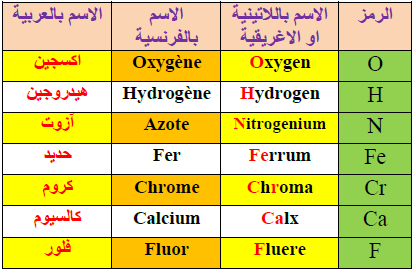 الرمز	الاسم باللاتينية او الاغريقية	الاسم بالفرنسية	الاسم بالعربية
O	Oxygen	Oxygène	اكسجين
H	Hydrogen	Hydrogène	هيدروجين
N	Nitrogenium	Azote	آزوت
Fe	Ferrum	Fer	حديد
Cr	Chroma	Chrome	كروم
Ca	Calx	Calcium	كالسيوم
F	Fluere	Fluor	فلور